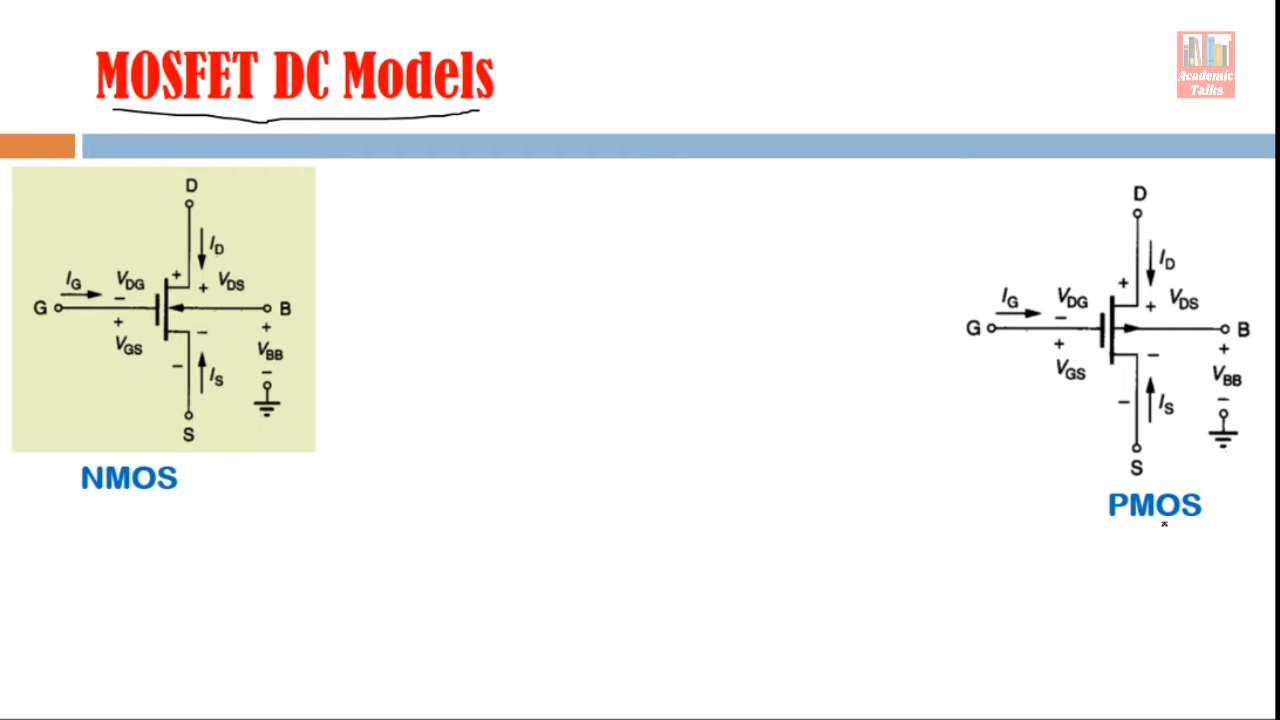 MOSFET DC Models
Academic
Talks
D
I_D
I_G
V_DG
+
+
V_DS
−
G
B
+
V_GS
−
−
+
V_BB
−
I_S
S
NMOS
D
I_D
I_G
V_DG
+
+
V_DS
−
G
B
+
V_GS
−
−
+
V_BB
−
I_S
S
PMOS